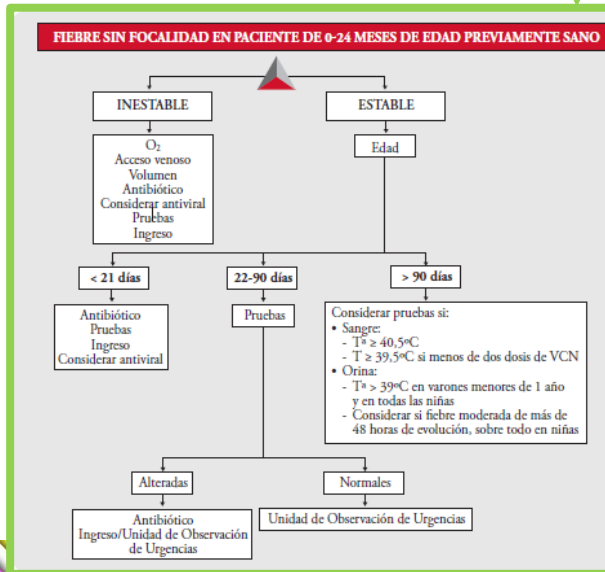 FIEBRE SIN FOCALIDAD EN PACIENTE DE 0-24 MESES DE EDAD PREVIAMENTE SANO
INESTABLE
ESTABLE
O₂
Acceso venoso
Volumen
Antibiótico
Considerar antiviral
Pruebas
Ingreso
Edad
< 21 días
22-90 días
> 90 días
Antibiótico
Pruebas
Ingreso
Considerar antiviral
Pruebas
Considerar pruebas si:
• Sangre:
- Tª ≥ 40,5ºC
- T ≥ 39,5ºC si menos de dos dosis de VCN
• Orina:
- Tª > 39ºC en varones menores de 1 año
y en todas las niñas
- Considerar si fiebre moderada de más de
48 horas de evolución, sobre todo en niñas
Alteradas
Normales
Antibiótico
Ingreso/Unidad de Observación
de Urgencias
Unidad de Observación de Urgencias